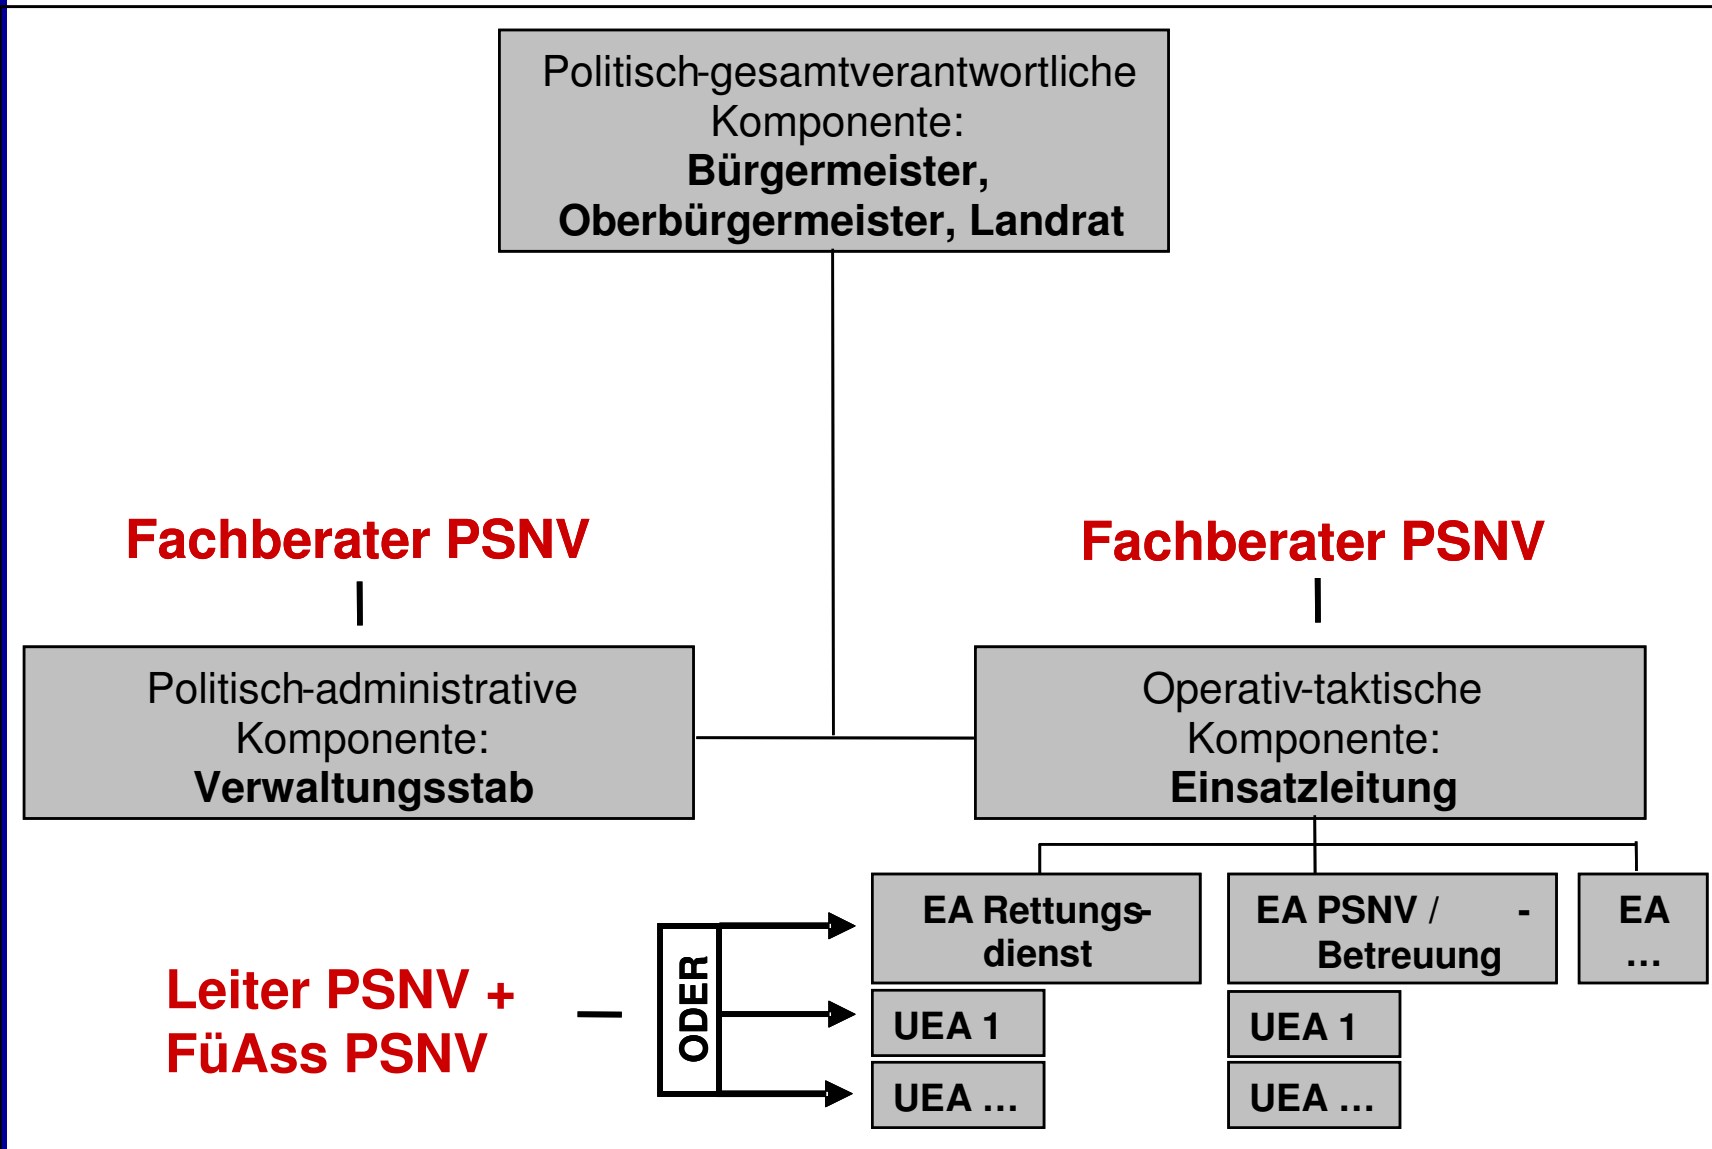 Politisch-gesamtverantwortliche
Komponente:
Bürgermeister,
Oberbürgermeister, Landrat
Fachberater PSNV
Fachberater PSNV
Politisch-administrative
Komponente:
Verwaltungsstab
Operativ-taktische
Komponente:
Einsatzleitung
EA Rettungs-
dienst
EA PSNV / -
Betreuung
EA
...
Leiter PSNV +
FüAss PSNV
ODER
UEA 1
UEA ...
UEA 1
UEA ...